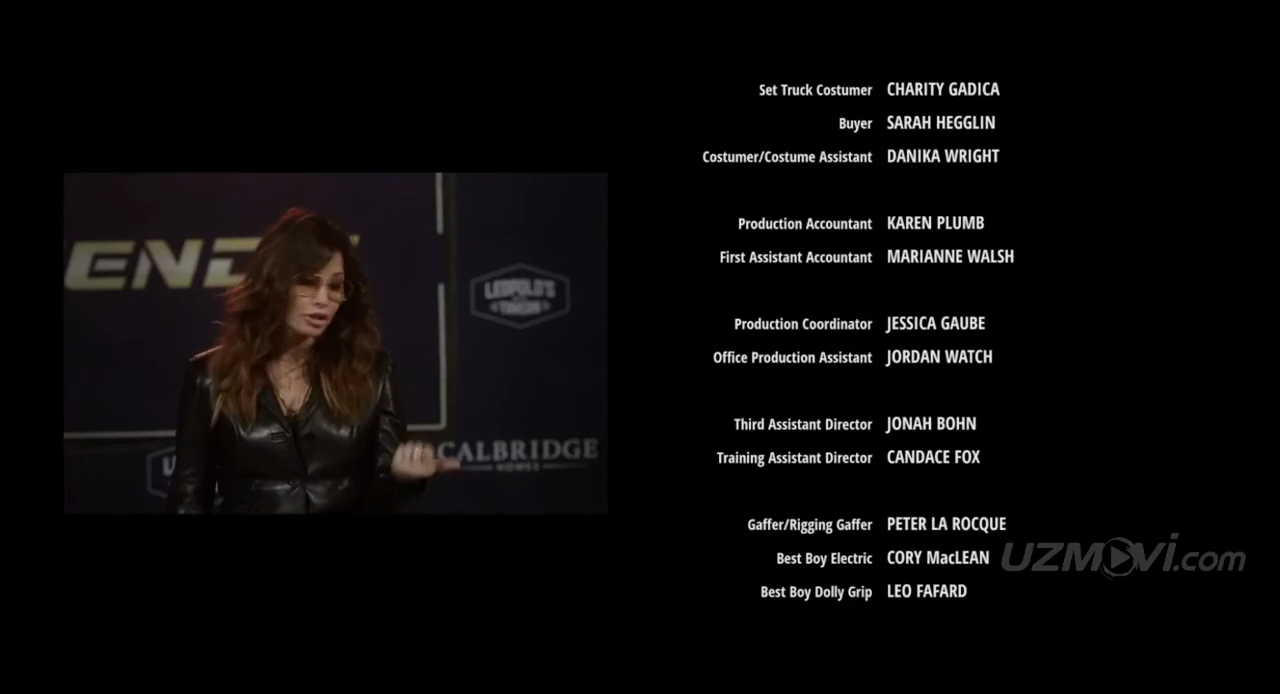 Set Truck Costumer CHARITY GADICA
Buyer SARAH HEGGLIN
Costumer/Costume Assistant DANIKA WRIGHT
Production Accountant KAREN PLUMB
First Assistant Accountant MARIANNE WALSH
Production Coordinator JESSICA GAUBE
Office Production Assistant JORDAN WATCH
Third Assistant Director JONAH BOHN
Training Assistant Director CANDACE FOX
Gaffer/Rigging Gaffer PETER LA ROCQUE
Best Boy Electric CORY MacLEAN
Best Boy Dolly Grip LEO FAFARD
UZMOVi.com
LEOPOLD'S
TAVERN
CALBRIDGE
HOMES